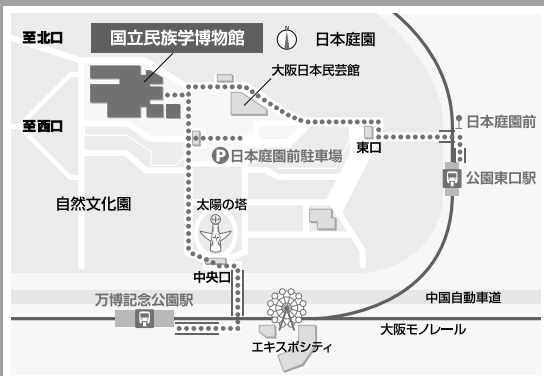 至北口
国立民族学博物館
N
日本庭園
大阪日本民芸館
至西口
日本庭園前
東口
P日本庭園前駐車場
公園東口駅
自然文化園
太陽の塔
中央口
万博記念公園駅
中国自動車道
大阪モノレール
エキスポシティ